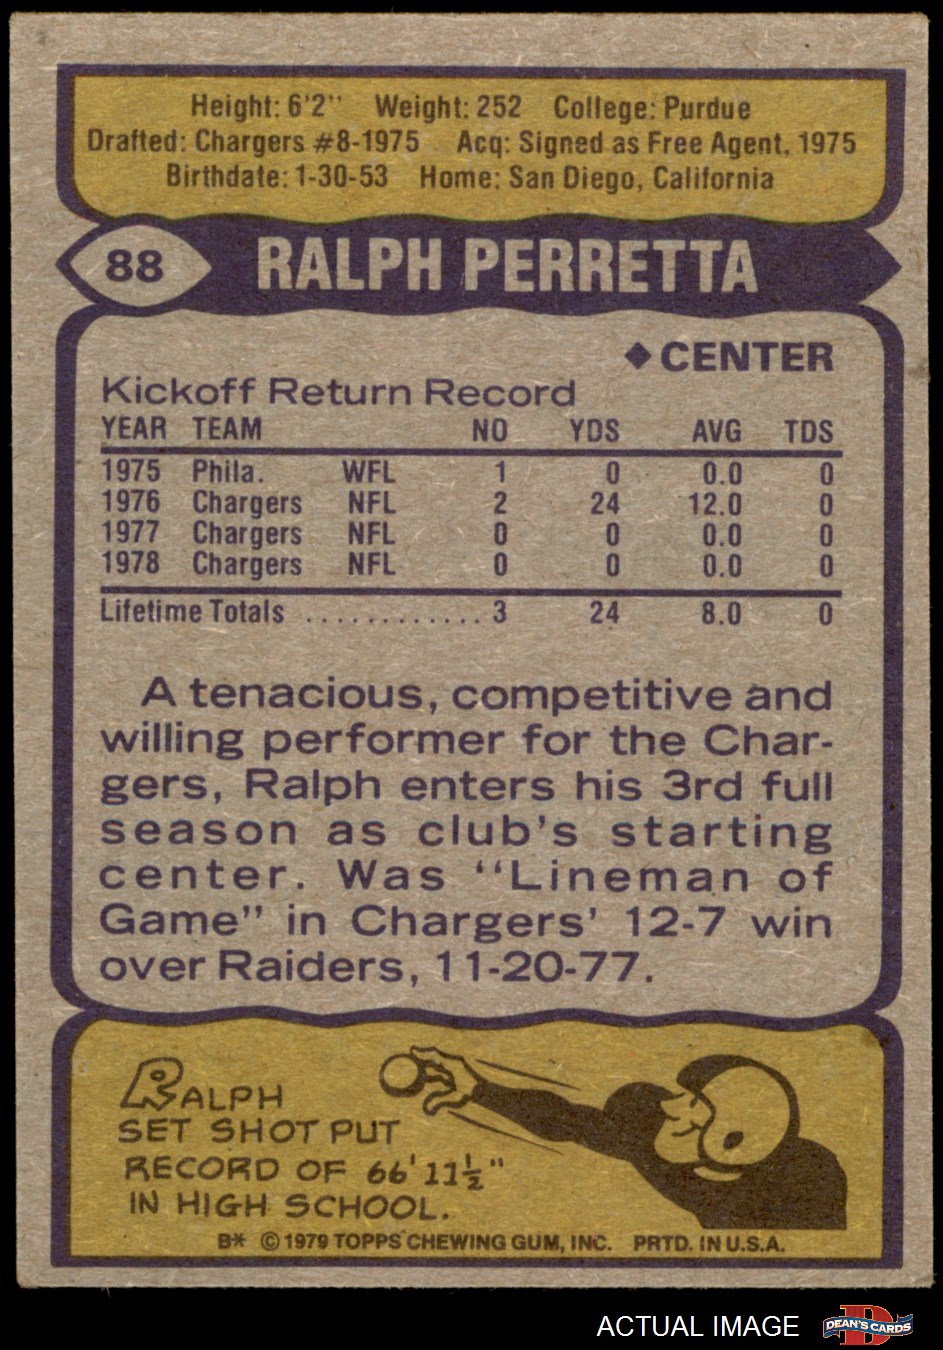 Height: 6'2" Weight: 252 College: Purdue
Drafted: Chargers #8-1975 Acq: Signed as Free Agent, 1975
Birthdate: 1-30-53 Home: San Diego, California
88 RALPH PERRETTA
◆ CENTER
Kickoff Return Record
YEAR TEAM NO YDS AVG TDS
1975 Phila. WFL 1 0 0.0 0
1976 Chargers NFL 2 24 12.0 0
1977 Chargers NFL 0 0 0.0 0
1978 Chargers NFL 0 0 0.0 0
Lifetime Totals ............ 3 24 8.0 0
A tenacious, competitive and
willing performer for the Char-
gers, Ralph enters his 3rd full
season as club's starting
center. Was "Lineman of
Game" in Chargers' 12-7 win
over Raiders, 11-20-77.
RALPH
SET SHOT PUT
RECORD OF 66' 11½"
IN HIGH SCHOOL.
B* ©1979 TOPPS CHEWING GUM, INC. PRTD. IN U.S.A.
ACTUAL IMAGE D DEAN'S CARDS